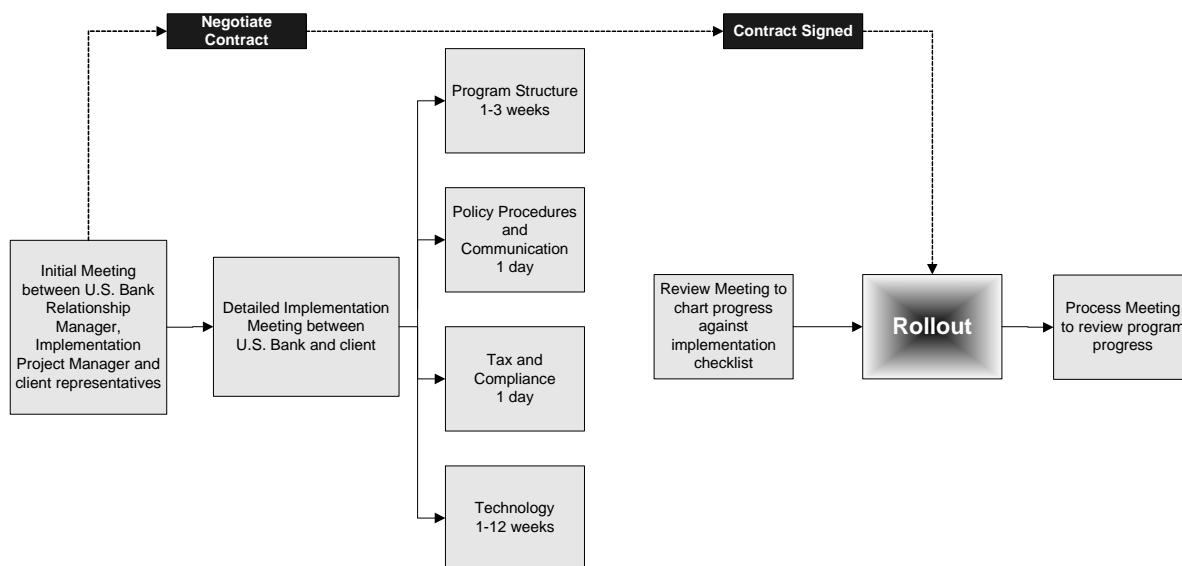 Negotiate
Contract
Contract Signed
Program Structure
1-3 weeks
Policy Procedures
and
Communication
1 day
Initial Meeting
between U.S. Bank
Relationship
Manager,
Implementation
Project Manager and
client representatives
Detailed Implementation
Meeting between
U.S. Bank and client
Tax and
Compliance
1 day
Technology
1-12 weeks
Review Meeting to
chart progress
against
implementation
checklist
Rollout
Process Meeting
to review program
progress